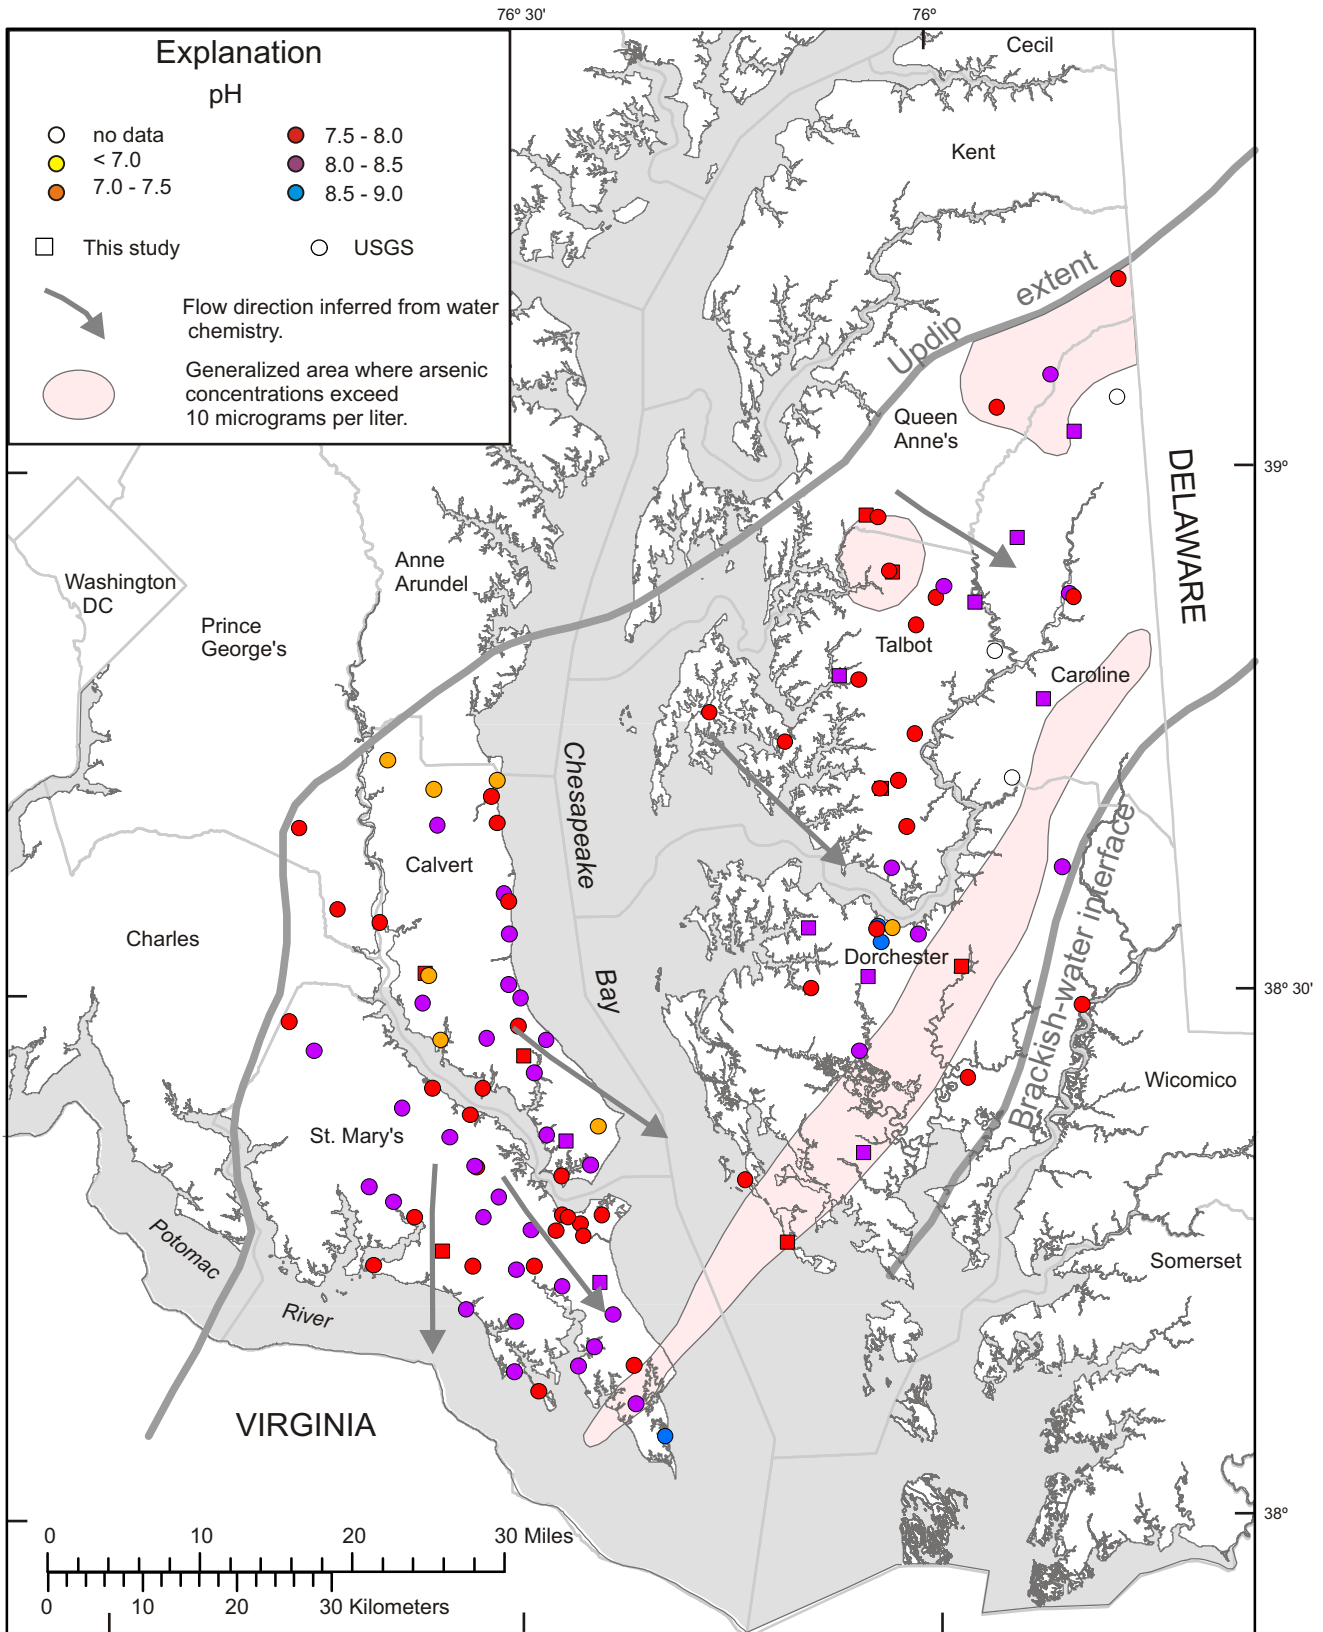 76° 30'
76°
Explanation
pH
no data
< 7.0
7.0 - 7.5
7.5 - 8.0
8.0 - 8.5
8.5 - 9.0
This study
USGS
Flow direction inferred from water
chemistry.
Generalized area where arsenic
concentrations exceed
10 micrograms per liter.
Cecil
Kent
Updip extent
Queen
Anne's
39°
DELAWARE
Anne
Arundel
Washington
DC
Prince
George's
Talbot
Caroline
Chesapeake
Bay
Calvert
Charles
Dorchester
38° 30'
Brackish-water interface
Wicomico
St. Mary's
Somerset
Potomac
River
VIRGINIA
38°
0 10 20 30 Miles
0 10 20 30 Kilometers